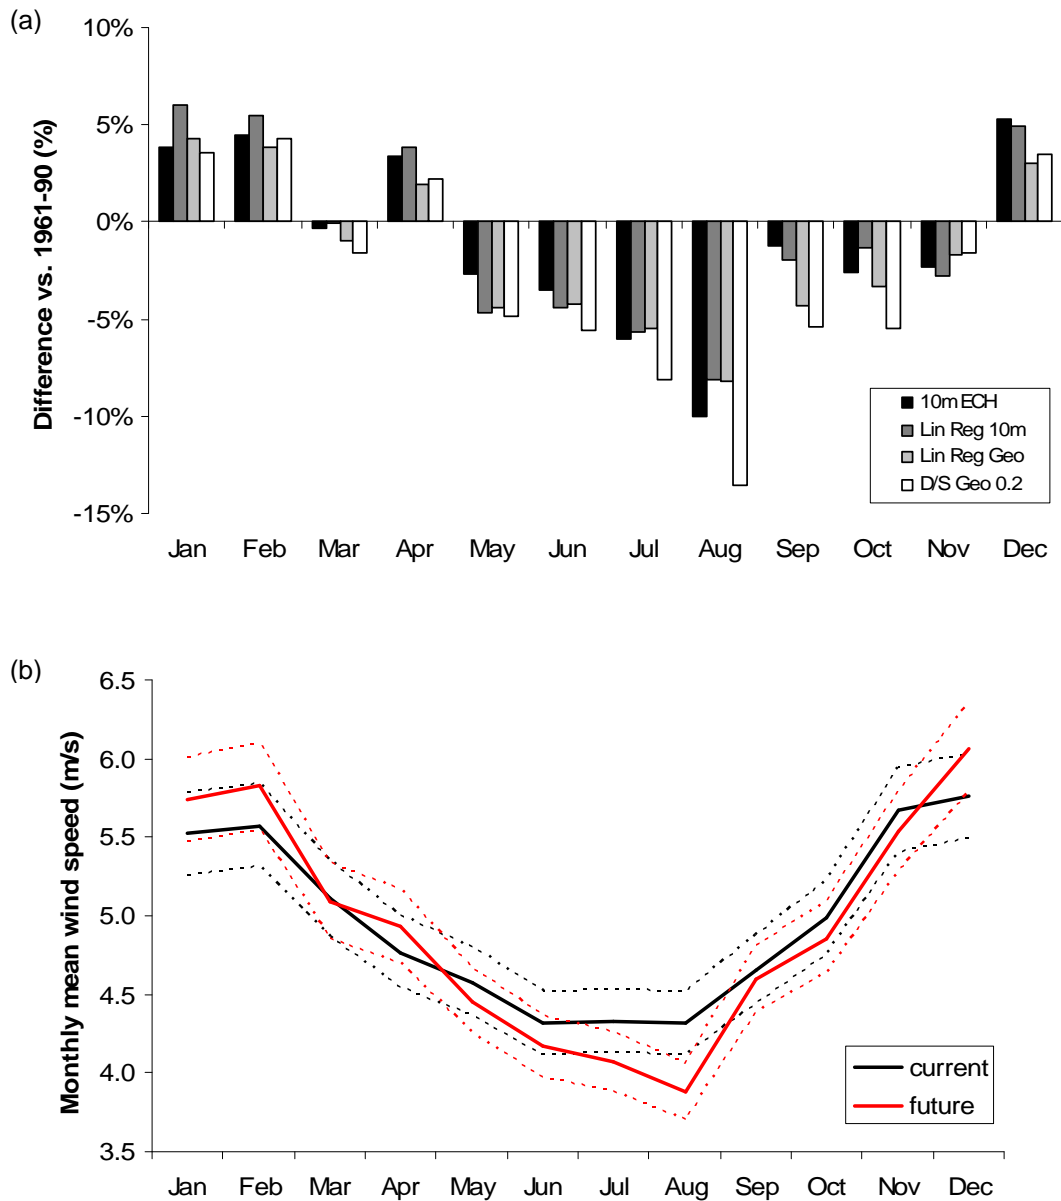 (a)
10%
5%
0%
-5%
-10%
-15%
Difference vs. 1961-90 (%)
10m ECH
Lin Reg 10m
Lin Reg Geo
D/S Geo 0.2
Jan Feb Mar Apr May Jun Jul Aug Sep Oct Nov Dec
(b)
6.5
6.0
5.5
5.0
4.5
4.0
3.5
Monthly mean wind speed (m/s)
current
future
Jan Feb Mar Apr May Jun Jul Aug Sep Oct Nov Dec